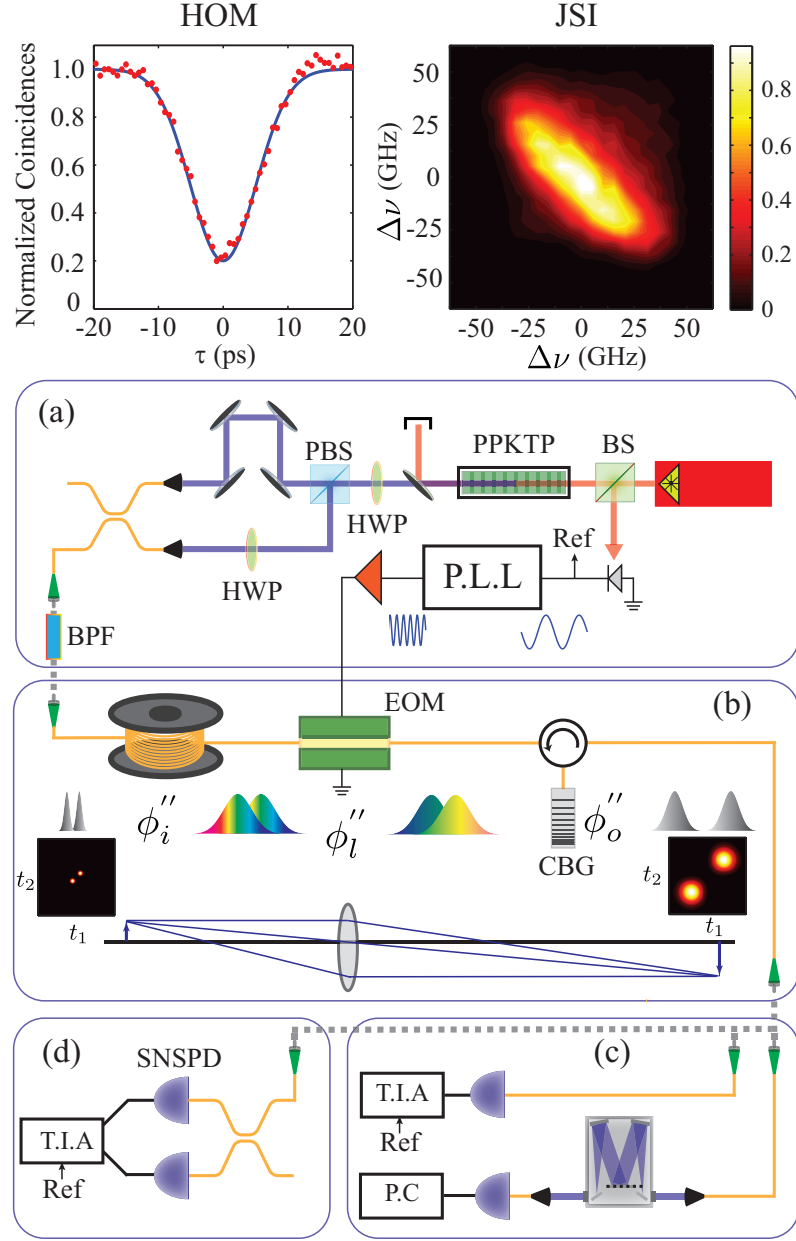 HOM
JSI
Normalized Coincidences
1.0
0.8
0.6
0.4
0.2
0
-20
-10
0
10
20
τ (ps)
Δν (GHz)
50
25
0
-25
-50
-50
-25
0
25
50
Δν (GHz)
0.8
0.6
0.4
0.2
0
(a)
PBS
PPKTP
BS
HWP
HWP
Ref
P.L.L
BPF
EOM
(b)
ϕᵢ″
ϕₗ″
ϕₒ″
CBG
t₂
t₁
t₂
t₁
(d)
SNSPD
(c)
T.I.A
Ref
T.I.A
Ref
P.C